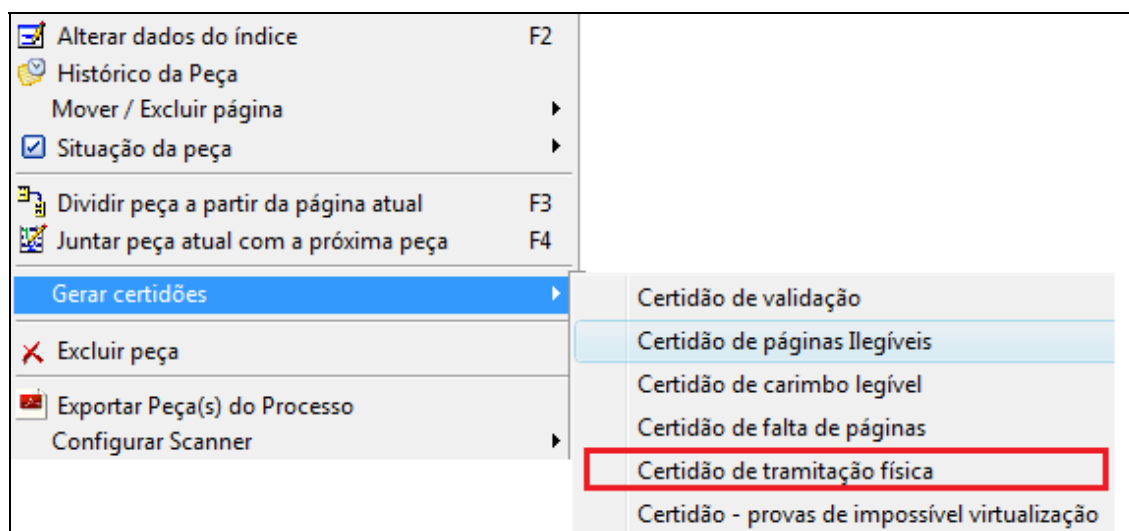 Alterar dados do índice F2
Histórico da Peça
Mover / Excluir página
Situação da peça
Dividir peça a partir da página atual F3
Juntar peça atual com a próxima peça F4
Gerar certidões
Excluir peça
Exportar Peça(s) do Processo
Configurar Scanner
Certidão de validação
Certidão de páginas Ilegíveis
Certidão de carimbo legível
Certidão de falta de páginas
Certidão de tramitação física
Certidão - provas de impossível virtualização